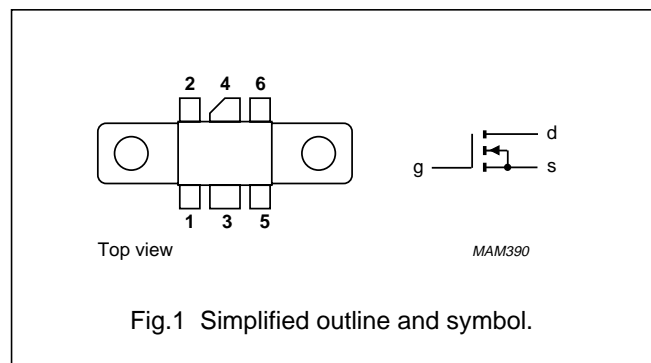 2 4 6
d
g
s
1 3 5
Top view
MAM390
Fig.1 Simplified outline and symbol.